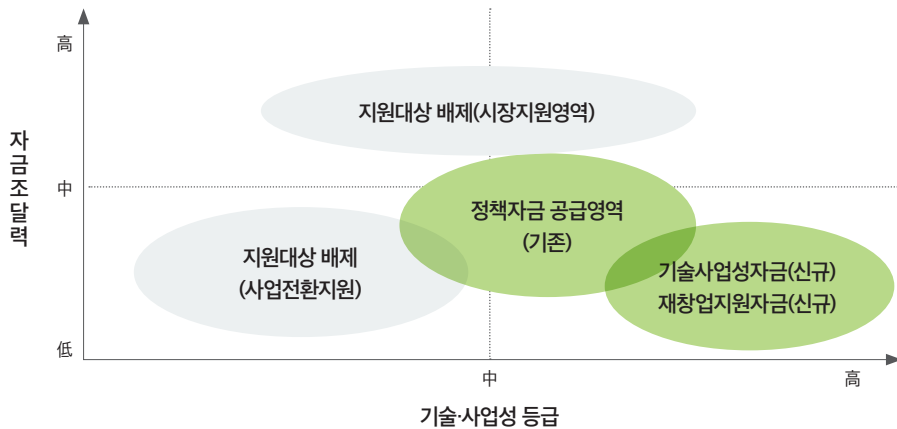 高
지원대상 배제(시장지원영역)
자금조달력
中
정책자금 공급영역
(기존)
지원대상 배제
(사업전환지원)
기술사업성자금(신규)
재창업지원자금(신규)
低
中
高
기술·사업성 등급